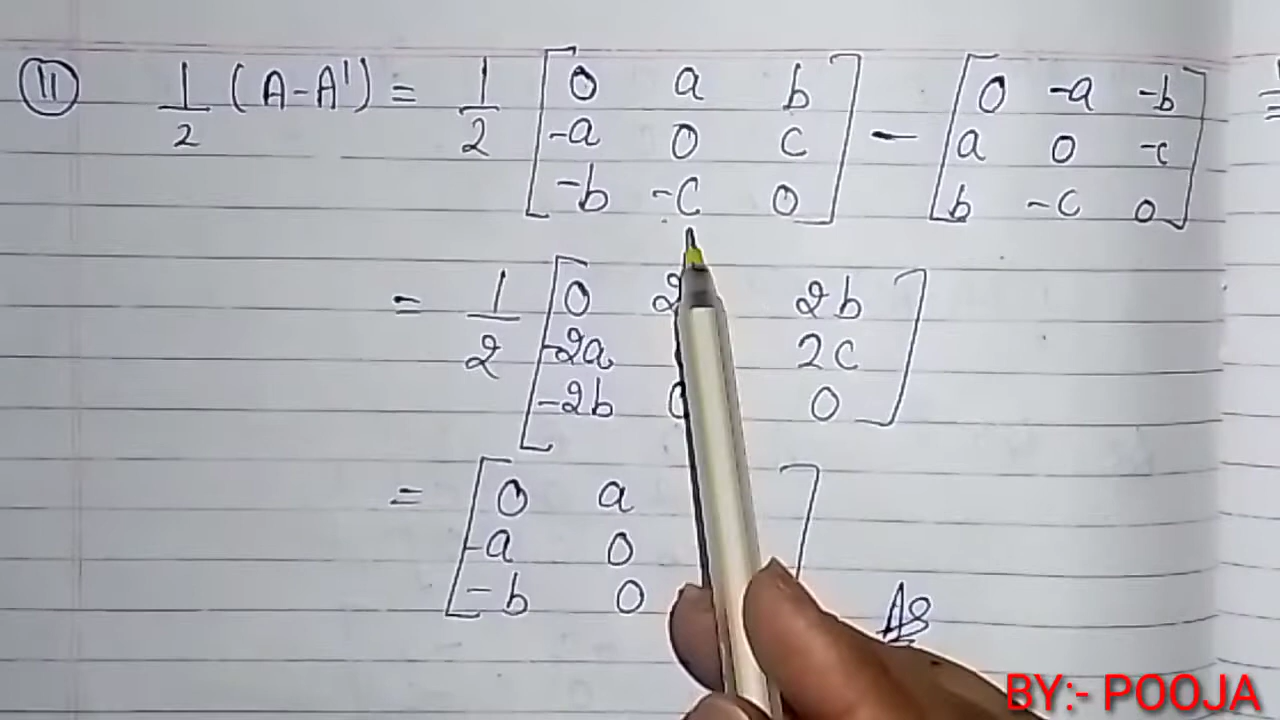 11 1/2 (A-A') = 1/2 [0 a b] - [0 -a -b]
-a 0 c a 0 -c
-b -c 0 b -c 0
= 1/2 [0 2 2b]
-2a 2c
-2b 0 0
= [0 a
-a 0
-b 0
As
BY:- POOJA